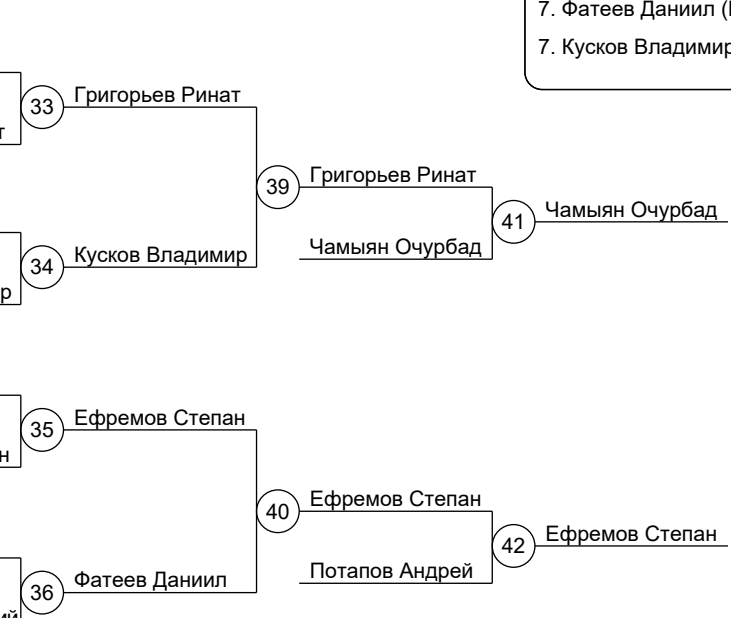 7. Фатеев Даниил (
7. Кусков Владимир
33 Григорьев Ринат
39 Григорьев Ринат
41 Чамыян Очурбад
Чамыян Очурбад
34 Кусков Владимир
35 Ефремов Степан
40 Ефремов Степан
42 Ефремов Степан
Потапов Андрей
36 Фатеев Даниил